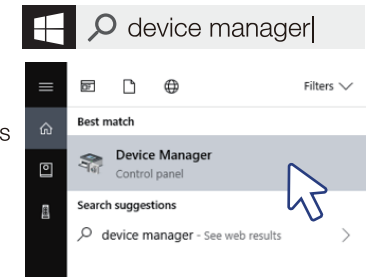 device manager
Filters
Best match
s
Device Manager
Control panel
Search suggestions
device manager - See web results